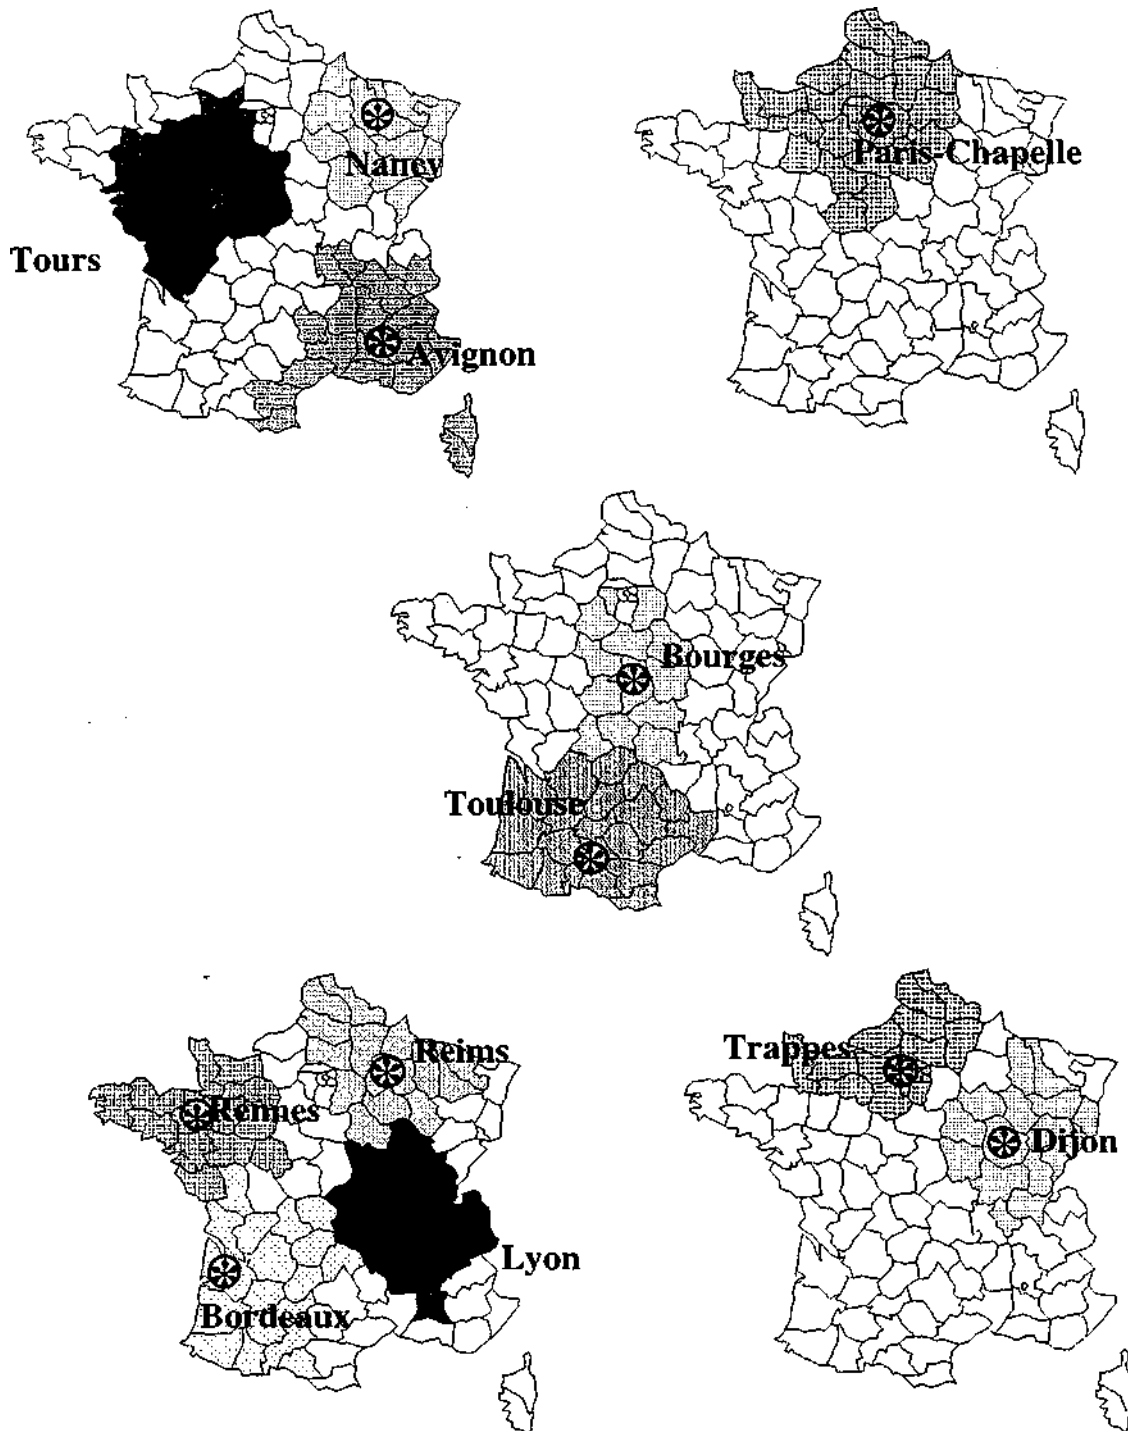 Nancy
Tours
Avignon
Paris-Chapelle
Bourges
Toulouse
Reims
Rennes
Lyon
Bordeaux
Trappes
Dijon